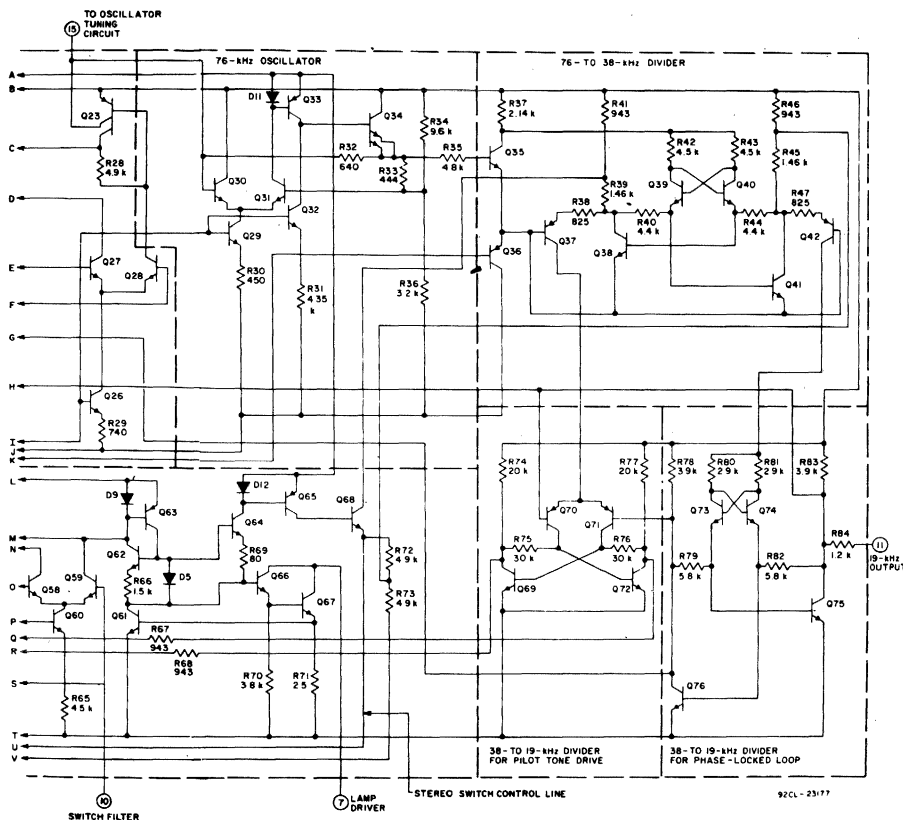 TO OSCILLATOR
TUNING
CIRCUIT
15
76-kHz OSCILLATOR
76- TO 38-kHz DIVIDER
A
B
C
D
E
F
G
H
I
J
K
L
M
N
O
P
Q
R
S
T
U
V
Q23
R28
4.9 k
Q27
Q28
Q26
R29
740
D11
Q33
Q34
R34
9.6 k
R32
640
R33
444
R35
4.8 k
Q30
Q31
Q32
Q29
R30
450
R31
4.35
k
R36
3.2 k
R37
2.14 k
R41
943
R46
943
Q35
R42
4.5 k
R43
4.5 k
R45
1.46 k
R39
1.46 k
Q39
Q40
R47
825
R38
825
R40
4.4 k
R44
4.4 k
Q36
Q37
Q38
Q42
Q41
D9
Q63
D12
Q65
Q68
Q64
Q62
R69
80
R72
4.9 k
Q59
Q58
R66
1.5 k
D5
Q66
Q67
R73
4.9 k
Q60
Q61
R67
943
R68
943
R65
4.5 k
R70
3.8 k
R71
2.5
R74
20 k
R77
20 k
Q70
Q71
R75
30 k
R76
30 k
Q69
Q72
R78
3.9 k
R80
2.9 k
R81
2.9 k
R83
3.9 k
Q73
Q74
R84
1.2 k
11
19-kHz
OUTPUT
R79
5.8 k
R82
5.8 k
Q75
Q76
38- TO 19-kHz DIVIDER
FOR PILOT TONE DRIVE
38- TO 19-kHz DIVIDER
FOR PHASE-LOCKED LOOP
10
SWITCH FILTER
7
LAMP
DRIVER
STEREO SWITCH CONTROL LINE
92CL-23177